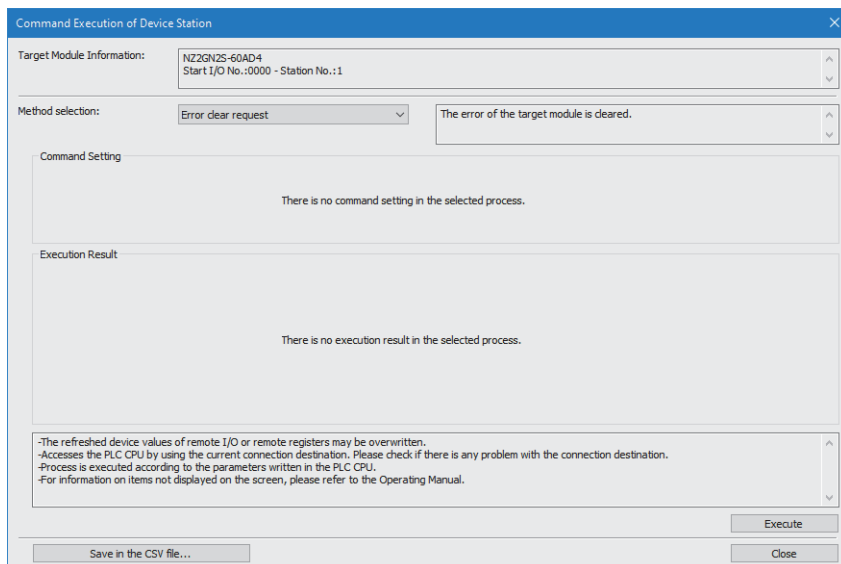 Command Execution of Device Station
Target Module Information:
NZ2GN2S-60AD4
Start I/O No.:0000 - Station No.:1
Method selection:
Error clear request
The error of the target module is cleared.
Command Setting
There is no command setting in the selected process.
Execution Result
There is no execution result in the selected process.
-The refreshed device values of remote I/O or remote registers may be overwritten.
-Accesses the PLC CPU by using the current connection destination. Please check if there is any problem with the connection destination.
-Process is executed according to the parameters written in the PLC CPU.
-For information on items not displayed on the screen, please refer to the Operating Manual.
Execute
Save in the CSV file...
Close